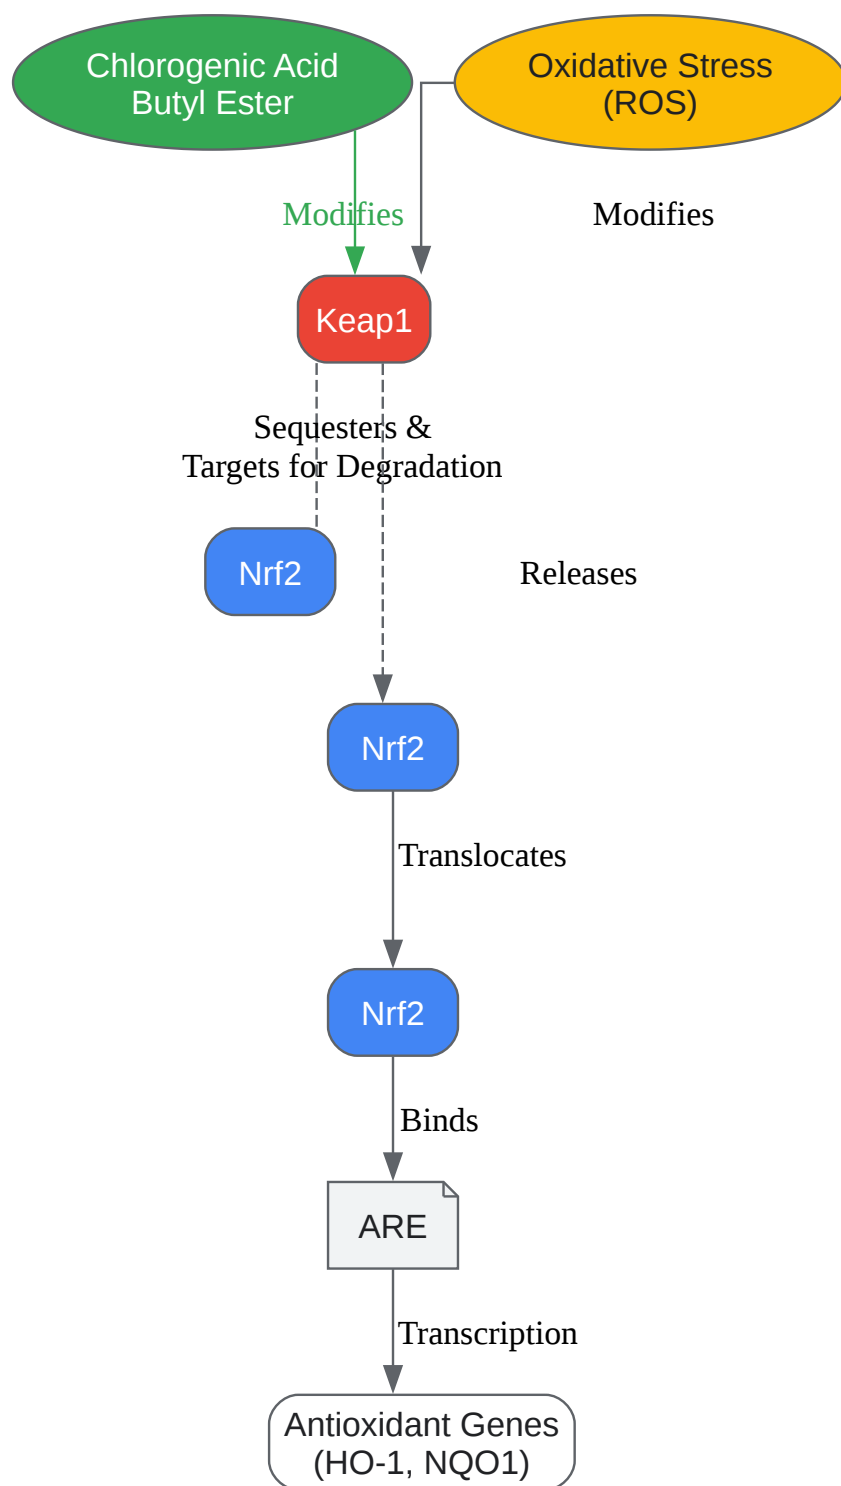 Chlorogenic Acid
Butyl Ester
Oxidative Stress
(ROS)
Modifies
Modifies
Keap1
Sequesters &
Targets for Degradation
Nrf2
Releases
Nrf2
Translocates
Nrf2
Binds
ARE
Transcription
Antioxidant Genes
(HO-1, NQO1)